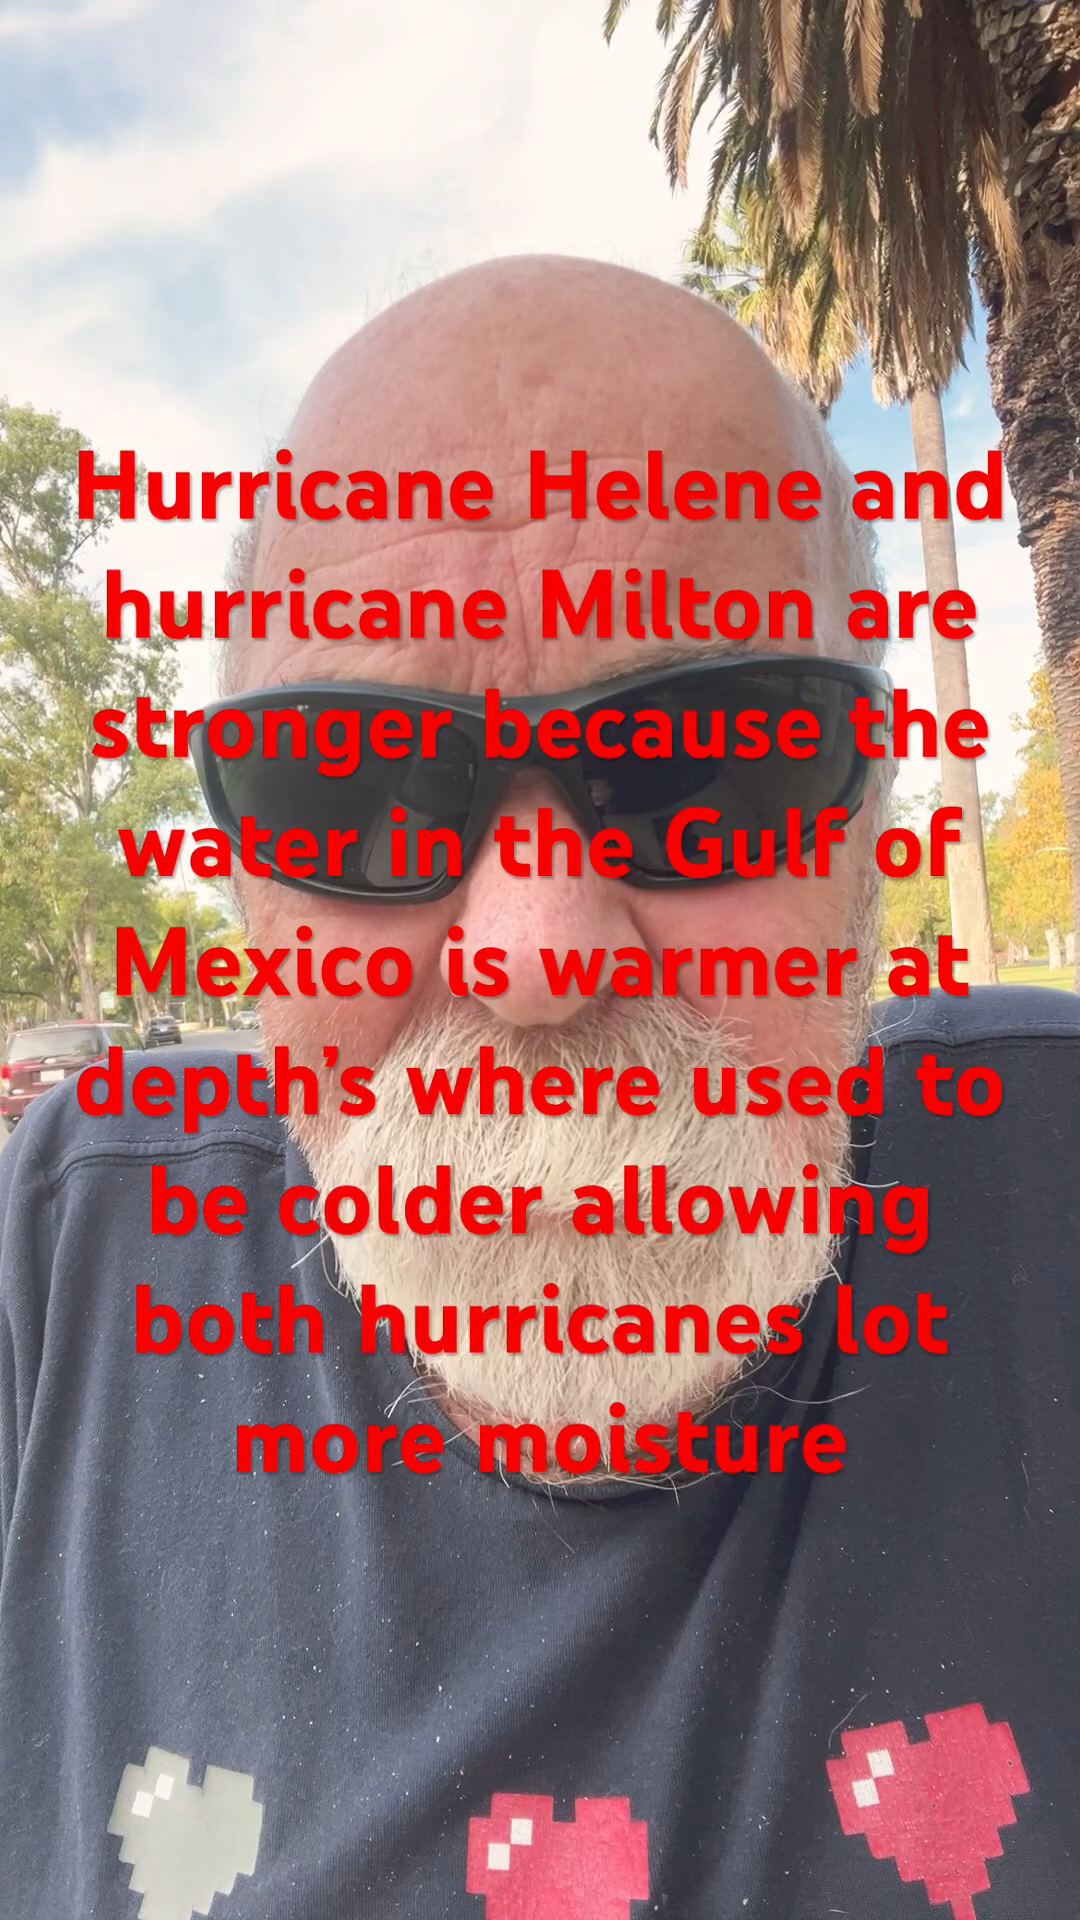 Hurricane Helene and
hurricane Milton are
stronger because the
water in the Gulf of
Mexico is warmer at
depth’s where used to
be colder allowing
both hurricanes lot
more moisture